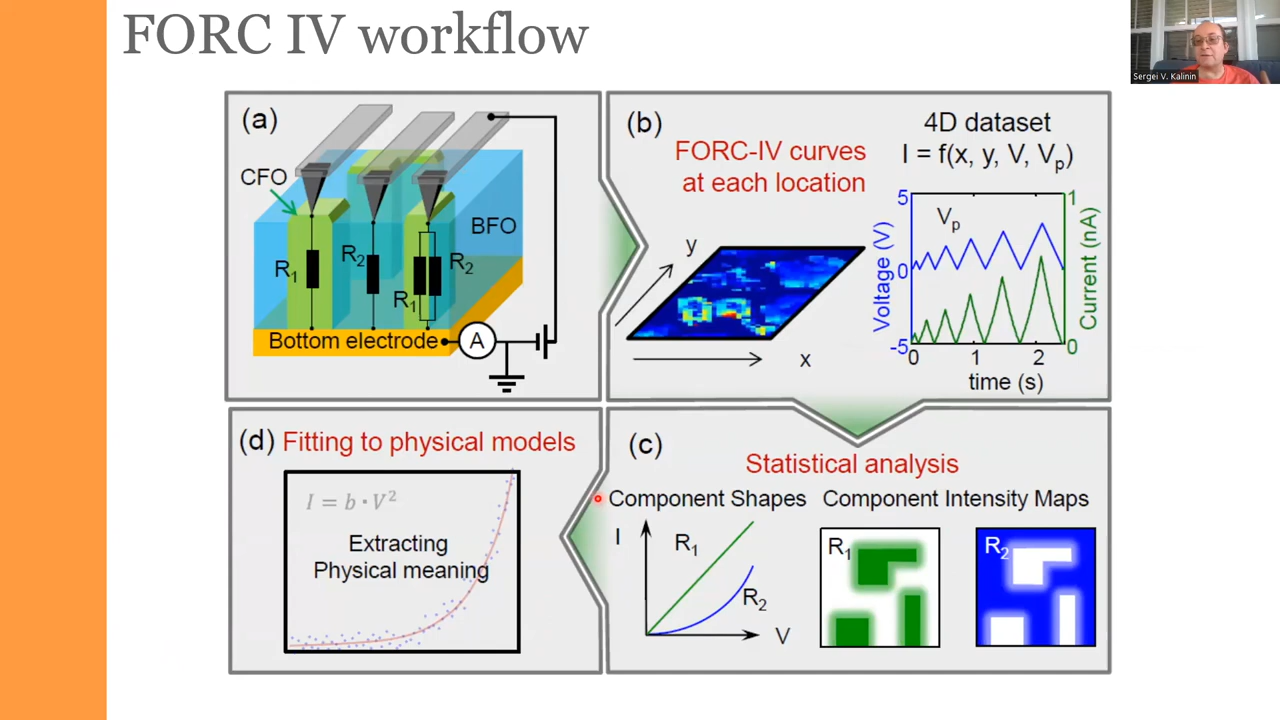 FORC IV workflow
Sergei V. Kalinin
(a)
CFO
BFO
R1
R2
R1
R2
Bottom electrode
A
(b)
FORC-IV curves
at each location
y
x
4D dataset
I = f(x, y, V, Vp)
Vp
Voltage (V)
5
0
-5
Current (nA)
1
0
0
1
2
time (s)
(d)
Fitting to physical models
I = b · V²
Extracting
Physical meaning
(c)
Statistical analysis
Component Shapes
Component Intensity Maps
I
R1
R2
V
R1
R2